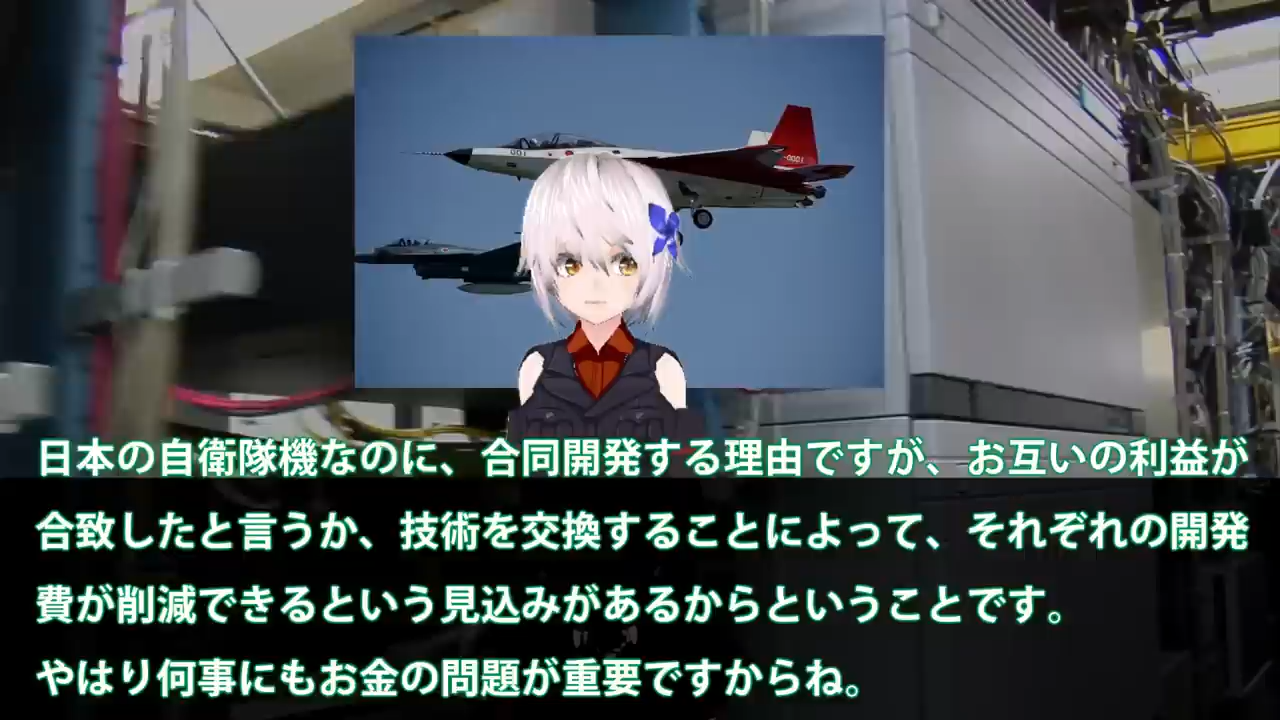 001
-0001
日本の自衛隊機なのに、合同開発する理由ですが、お互いの利益が
合致したと言うか、技術を交換することによって、それぞれの開発
費が削減できるという見込みがあるからということです。
やはり何事にもお金の問題が重要ですからね。